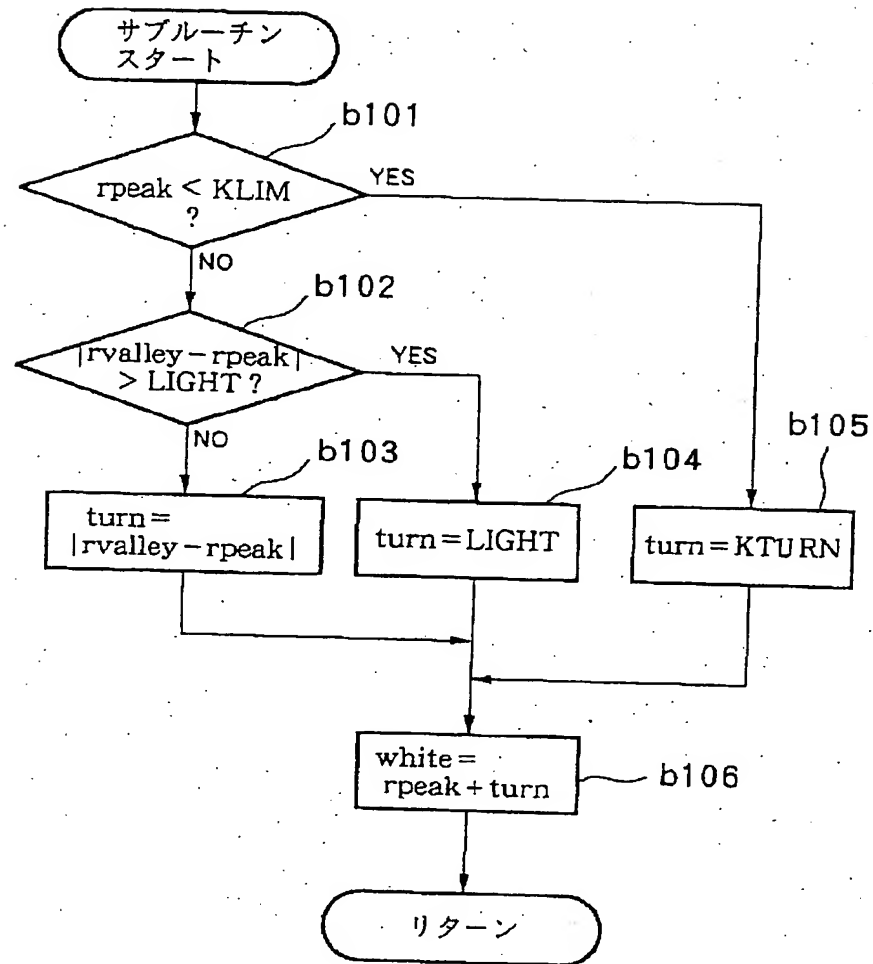 サブルーチン
スタート
b101
rpeak < KLIM
?
YES
NO
b102
|rvalley-rpeak|
> LIGHT ?
YES
NO
b103
turn=
|rvalley-rpeak|
b104
turn=LIGHT
b105
turn=KTURN
white=
rpeak+turn
b106
リターン